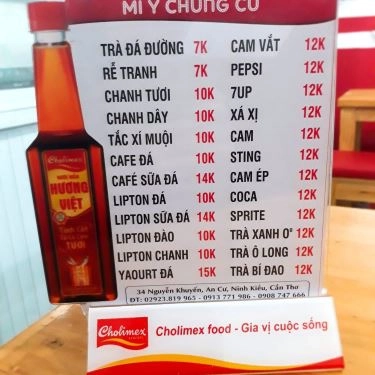 MÌ Ý CHUNG CƯ
TRÀ ĐÁ ĐƯỜNG 7K
RỄ TRANH 7K
CHANH TƯƠI 10K
CHANH DÂY 10K
TẮC XÍ MUỘI 10K
CAFE ĐÁ 10K
CAFÉ SỮA ĐÁ 14K
LIPTON ĐÁ 10K
LIPTON SỮA ĐÁ 14K
LIPTON ĐÀO 10K
LIPTON CHANH 10K
YAOURT ĐÁ 15K
CAM VẮT 12K
PEPSI 12K
7UP 12K
XÁ XỊ 12K
CAM 12K
STING 12K
CAM ÉP 12K
COCA 12K
SPRITE 12K
TRÀ XANH Oº 12K
TRÀ Ô LONG 12K
TRÀ BÍ ĐAO 12K
34 Nguyễn Khuyến, An Cư, Ninh Kiều, Cần Thơ
ĐT: 02923.819 965 - 0913 771 986 - 0908 747 666
Cholimex
HƯƠNG
VIỆT
TƯƠI
Cholimex
Cholimex food - Gia vị cuộc sống